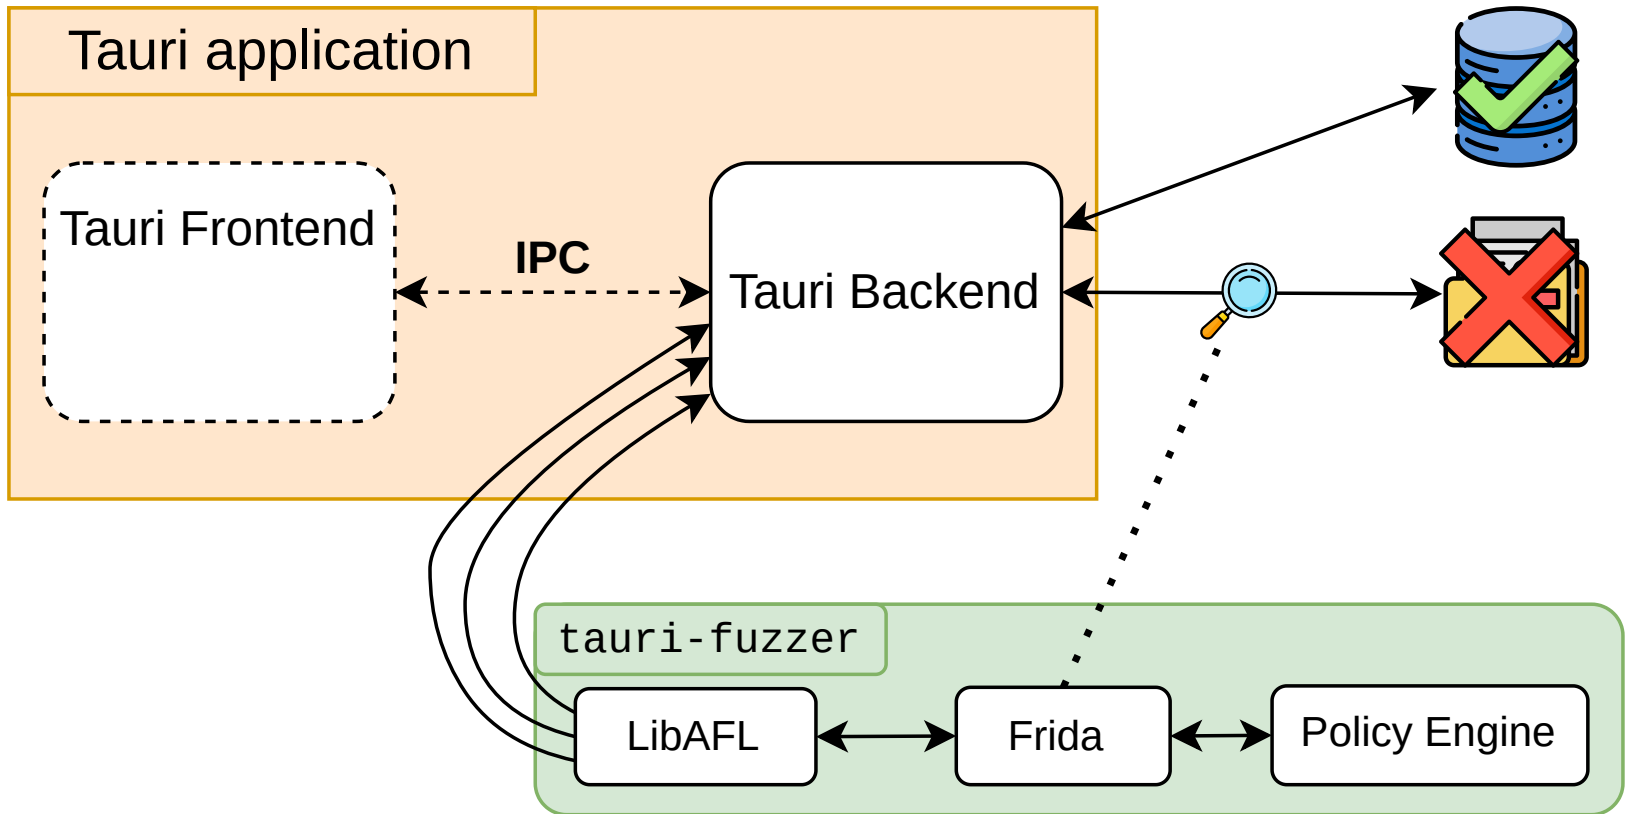 Tauri application
Tauri Frontend
IPC
Tauri Backend
tauri-fuzzer
LibAFL
Frida
Policy Engine